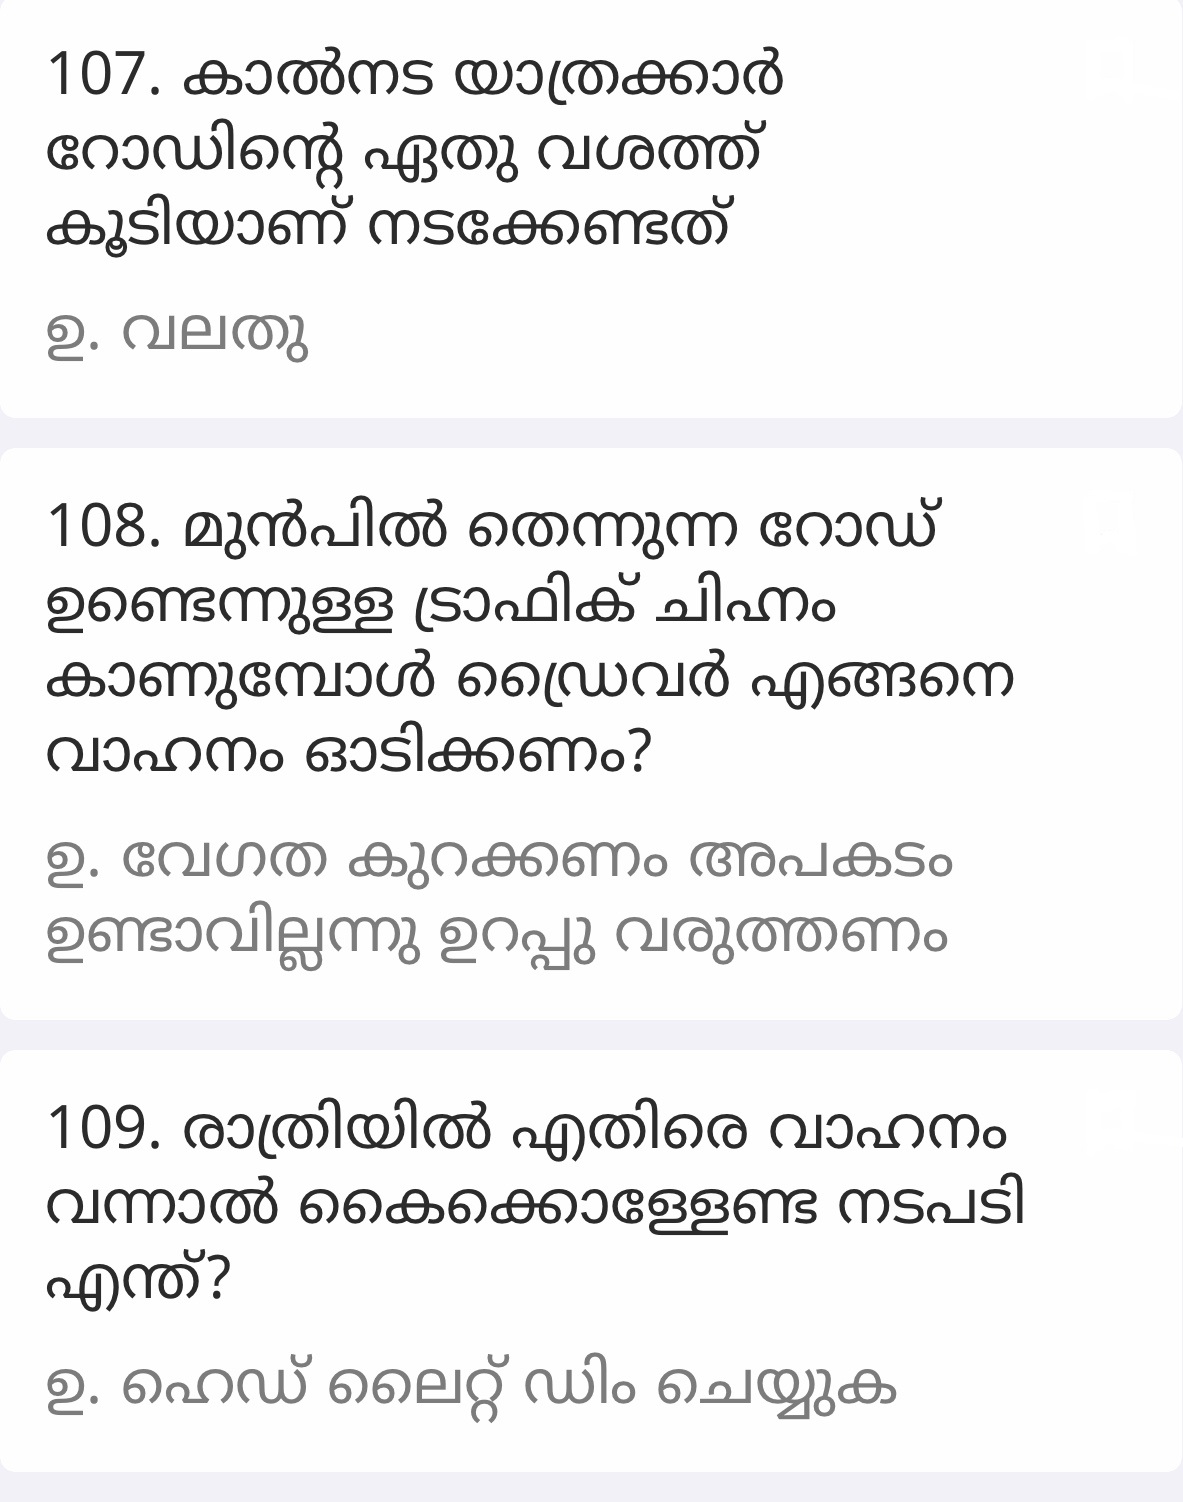 107. കാൽനട യാത്രക്കാർ
റോഡിന്റെ ഏതു വശത്ത്
കൂടിയാണ് നടക്കേണ്ടത്
ഉ. വലതു
108. മുൻപിൽ തെന്നുന്ന റോഡ്
ഉണ്ടെന്നുള്ള ട്രാഫിക് ചിഹ്നം
കാണുമ്പോൾ ഡ്രൈവർ എങ്ങനെ
വാഹനം ഓടിക്കണം?
ഉ. വേഗത കുറക്കണം അപകടം
ഉണ്ടാവില്ലന്നു ഉറപ്പു വരുത്തണം
109. രാത്രിയിൽ എതിരെ വാഹനം
വന്നാൽ കൈക്കൊള്ളേണ്ട നടപടി
എന്ത്?
ഉ. ഹെഡ് ലൈറ്റ് ഡിം ചെയ്യുക